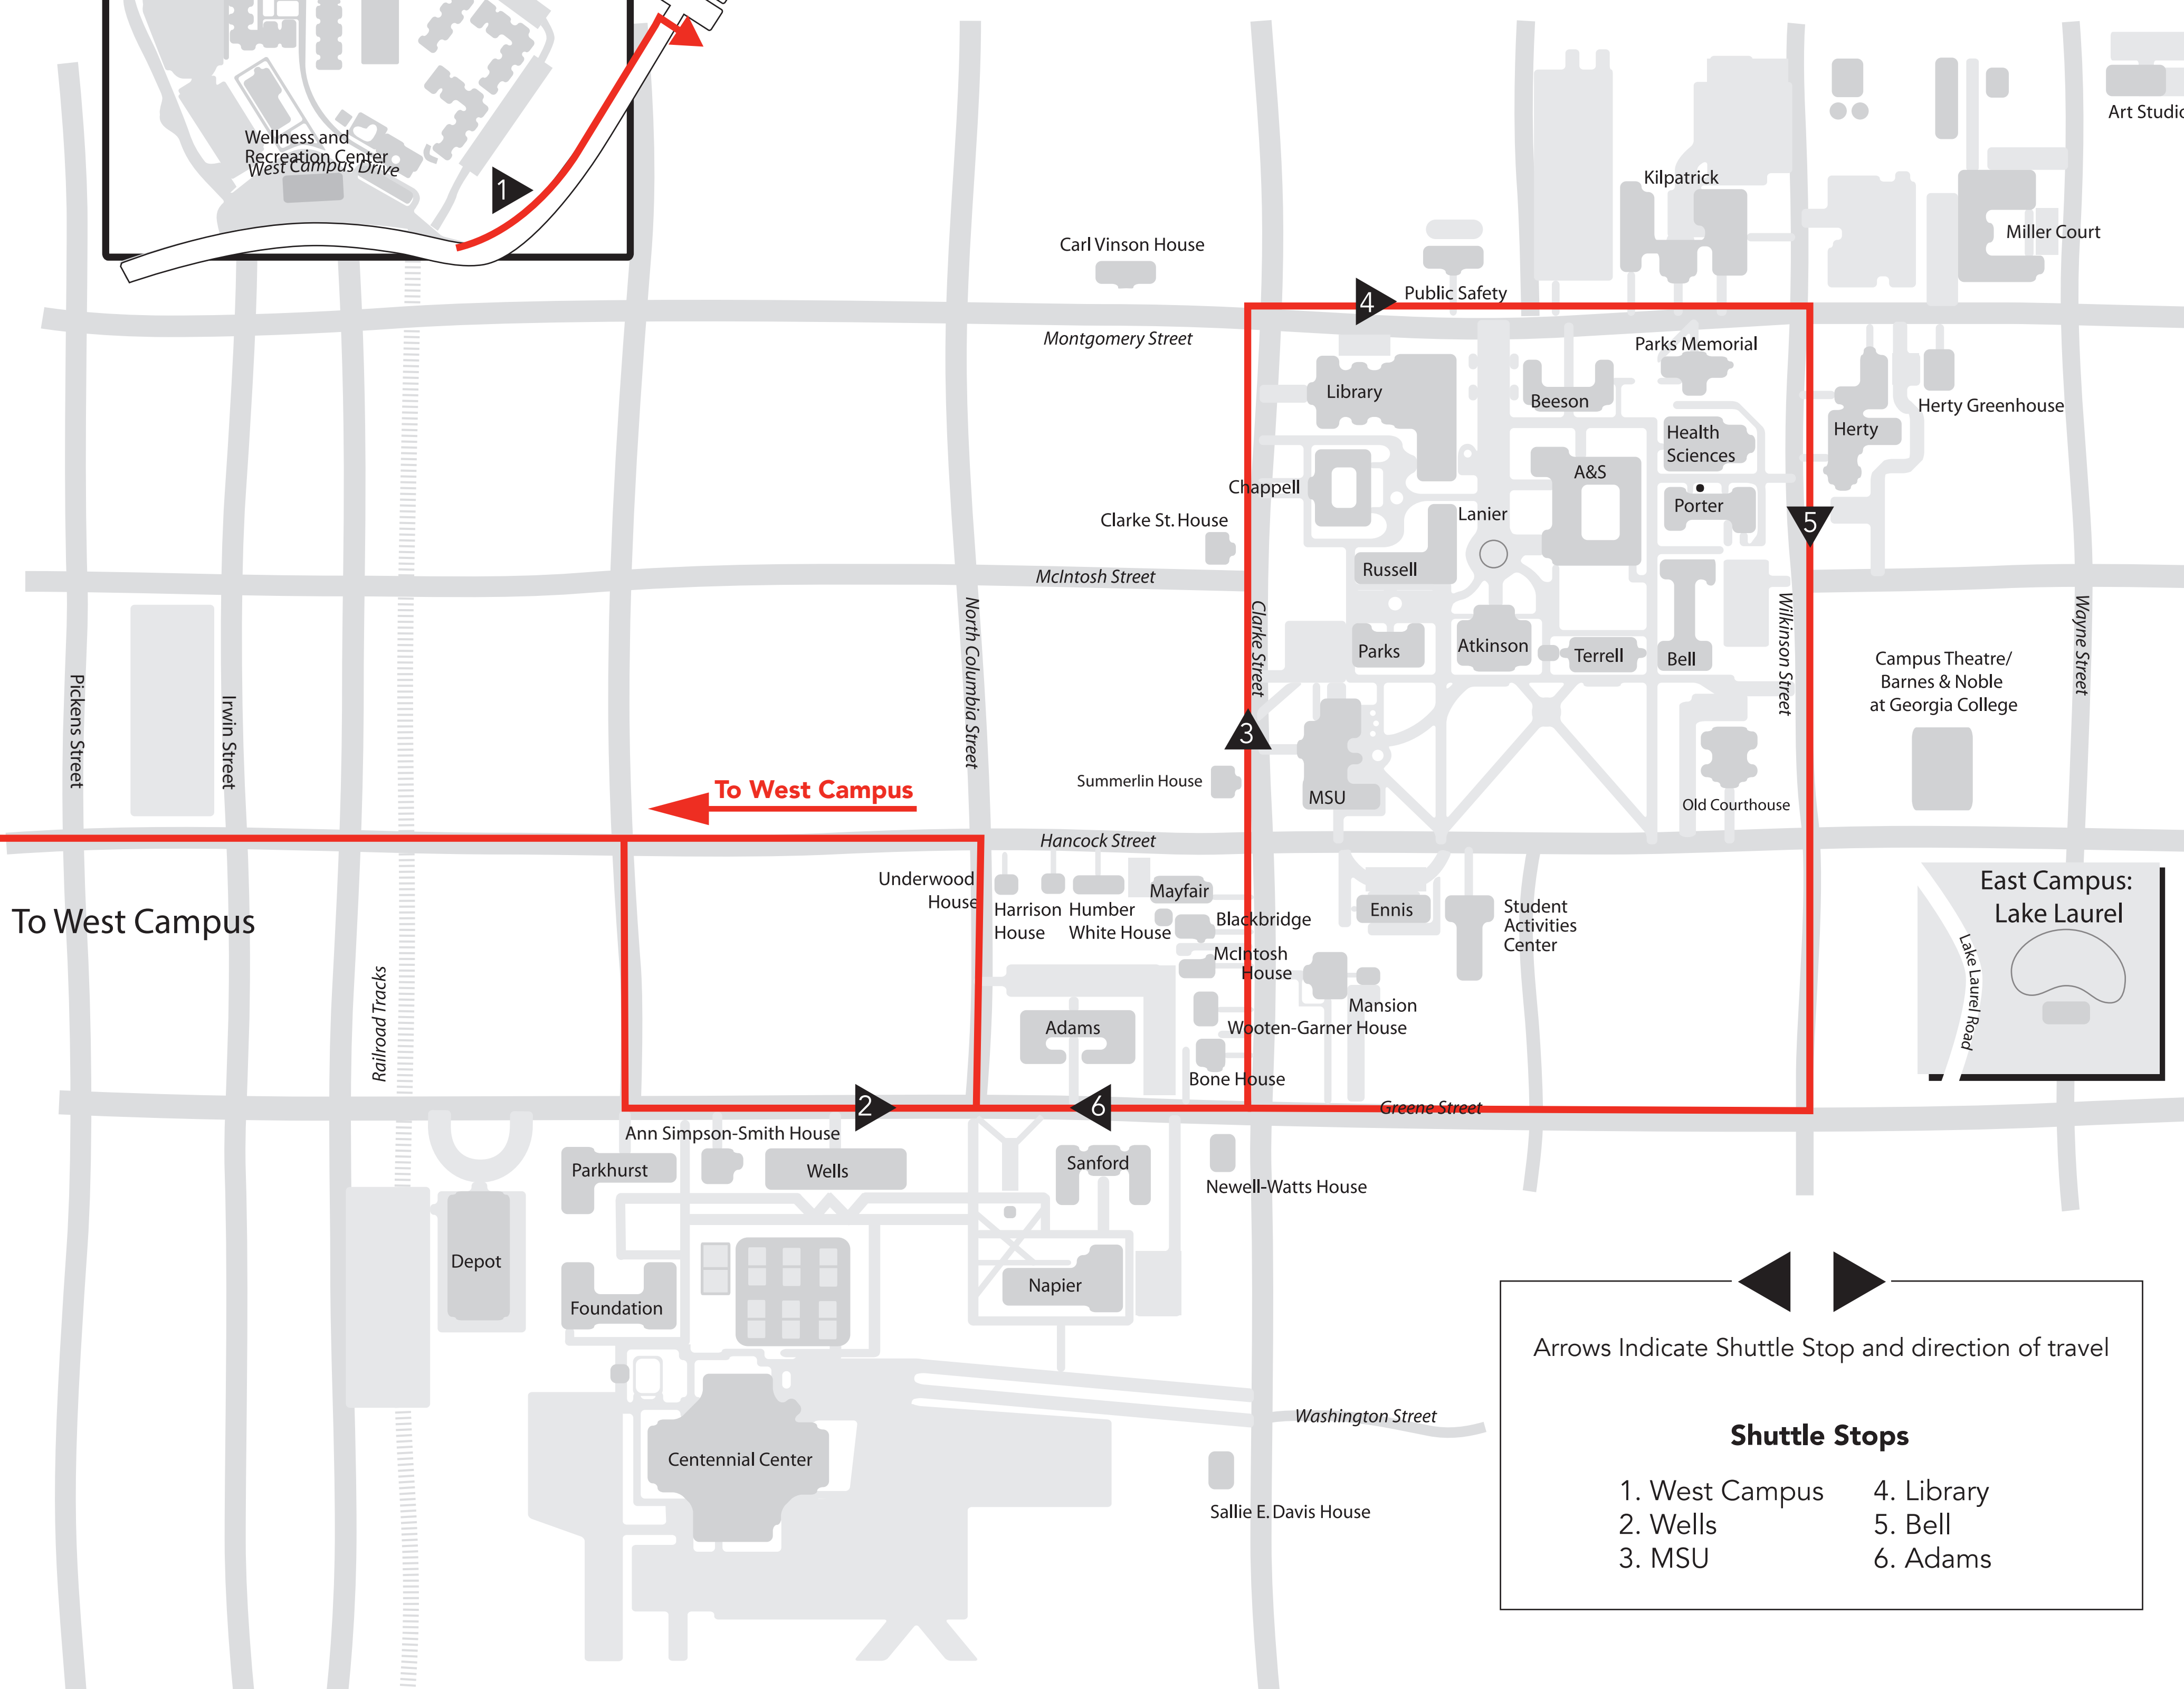 Wellness and
Recreation Center
West Campus Drive
1
Art Studio
Kilpatrick
Miller Court
Carl Vinson House
4
Public Safety
Montgomery Street
Parks Memorial
Library
Beeson
Herty Greenhouse
Health
Sciences
Herty
A&S
Chappell
Porter
Lanier
Clarke St. House
5
Russell
McIntosh Street
North Columbia Street
Clarke Street
Wilkinson Street
Wayne Street
Parks
Atkinson
Terrell
Bell
Campus Theatre/
Barnes & Noble
at Georgia College
Pickens Street
Irwin Street
3
Summerlin House
To West Campus
MSU
Old Courthouse
Hancock Street
Underwood
House
Harrison
House
Humber
White House
Mayfair
Blackbridge
McIntosh
House
Ennis
Student
Activities
Center
East Campus:
Lake Laurel
Lake Laurel Road
To West Campus
Railroad Tracks
Mansion
Adams
Wooten-Garner House
Bone House
2
6
Greene Street
Ann Simpson-Smith House
Parkhurst
Wells
Sanford
Newell-Watts House
Depot
Napier
Foundation
Arrows Indicate Shuttle Stop and direction of travel
Washington Street
Shuttle Stops
Centennial Center
Sallie E. Davis House
1. West Campus
2. Wells
3. MSU
4. Library
5. Bell
6. Adams